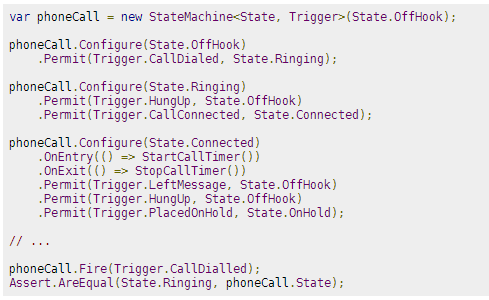 var phoneCall = new StateMachine<State, Trigger>(State.OffHook);
phoneCall.Configure(State.OffHook)
.Permit(Trigger.CallDialed, State.Ringing);
phoneCall.Configure(State.Ringing)
.Permit(Trigger.HungUp, State.OffHook)
.Permit(Trigger.CallConnected, State.Connected);
phoneCall.Configure(State.Connected)
.OnEntry(() => StartCallTimer())
.OnExit(() => StopCallTimer())
.Permit(Trigger.LeftMessage, State.OffHook)
.Permit(Trigger.HungUp, State.OffHook)
.Permit(Trigger.PlacedOnHold, State.OnHold);
// ...
phoneCall.Fire(Trigger.CallDialled);
Assert.AreEqual(State.Ringing, phoneCall.State);